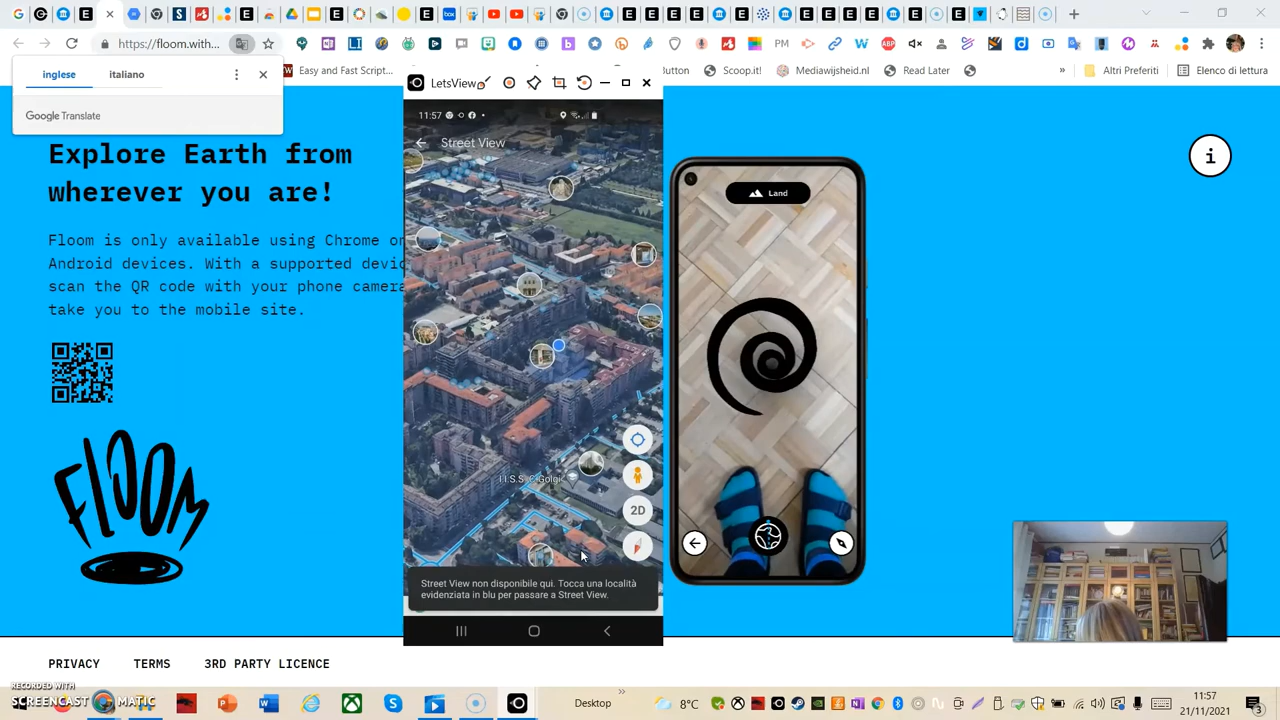 https://floom.with...
Easy and Fast Script...
Button
Scoop.it!
Mediawijsheid.nl
Read Later
»
Altri Preferiti
Elenco di lettura
inglese
italiano
Google Translate
LetsView
11:57
Street View
Explore Earth from
wherever you are!
Floom is only available using Chrome on
Android devices. With a supported devic
scan the QR code with your phone camera
take you to the mobile site.
FLOOM
I.I.S.S. C.Golgi
2D
Street View non disponibile qui. Tocca una località
evidenziata in blu per passare a Street View.
Land
i
PRIVACY
TERMS
3RD PARTY LICENCE
RECORDED WITH
SCREENCAST MATIC
Desktop
»
8°C
11:57
21/11/2021
3